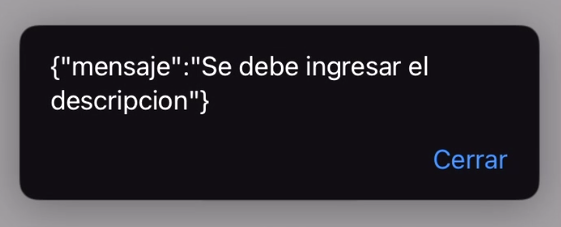 {"mensaje":"Se debe ingresar el
descripcion"}
Cerrar